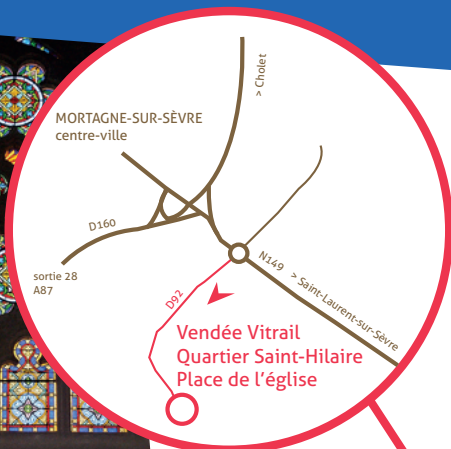 > Cholet
MORTAGNE-SUR-SÈVRE
centre-ville
D160
sortie 28
A87
N149 > Saint-Laurent-sur-Sèvre
D92
Vendée Vitrail
Quartier Saint-Hilaire
Place de l'église